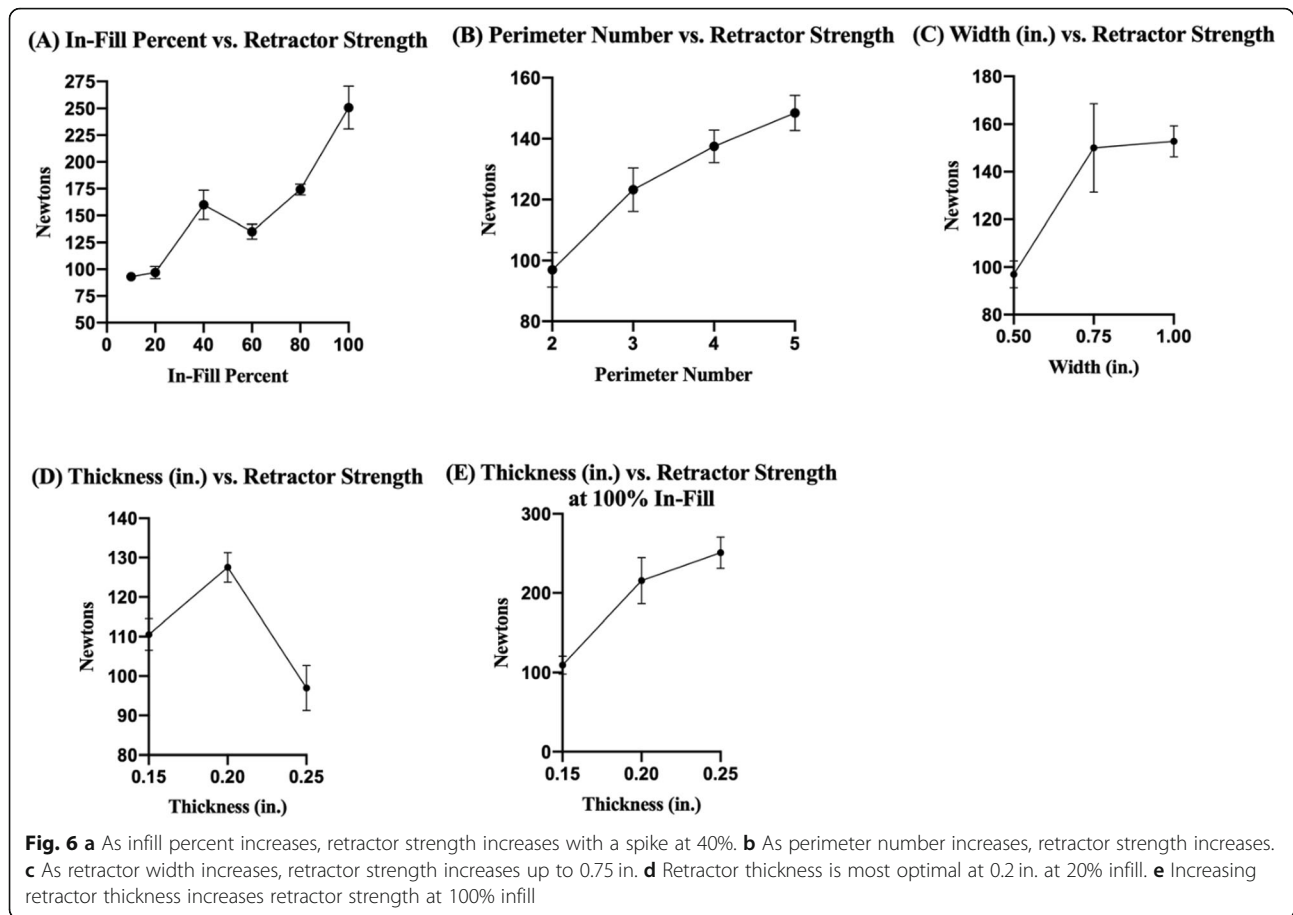 (A) In-Fill Percent vs. Retractor Strength
275
250
225
200
175
150
125
100
75
50
Newtons
0 20 40 60 80 100
In-Fill Percent
(B) Perimeter Number vs. Retractor Strength
160
140
120
100
80
Newtons
2 3 4 5
Perimeter Number
(C) Width (in.) vs. Retractor Strength
180
160
140
120
100
80
Newtons
0.50 0.75 1.00
Width (in.)
(D) Thickness (in.) vs. Retractor Strength
140
130
120
110
100
90
80
Newtons
0.15 0.20 0.25
Thickness (in.)
(E) Thickness (in.) vs. Retractor Strength
at 100% In-Fill
300
200
100
0
Newtons
0.15 0.20 0.25
Thickness (in.)
Fig. 6 a As infill percent increases, retractor strength increases with a spike at 40%. b As perimeter number increases, retractor strength increases.
c As retractor width increases, retractor strength increases up to 0.75 in. d Retractor thickness is most optimal at 0.2 in. at 20% infill. e Increasing
retractor thickness increases retractor strength at 100% infill